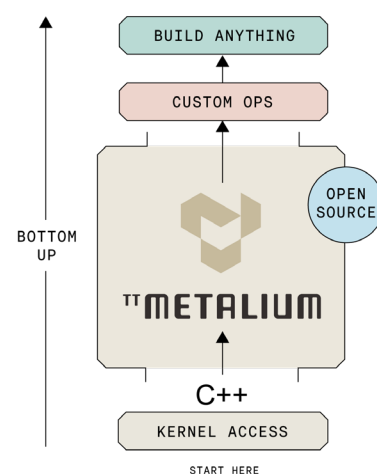 BUILD ANYTHING
CUSTOM OPS
OPEN
SOURCE
BOTTOM
UP
TT METALIUM
C++
KERNEL ACCESS
START HERE